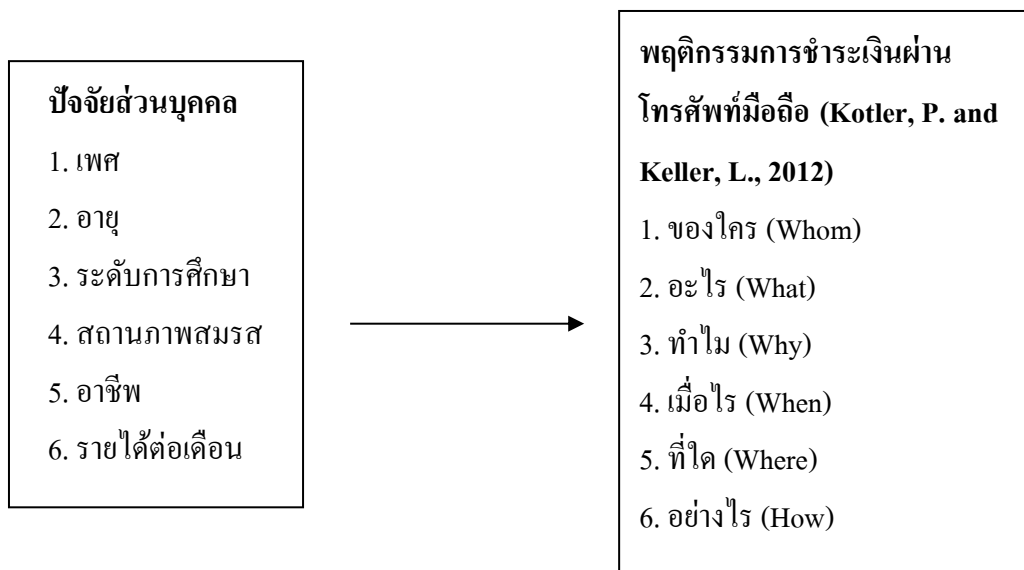 ปัจจัยส่วนบุคคล
1. เพศ
2. อายุ
3. ระดับการศึกษา
4. สถานภาพสมรส
5. อาชีพ
6. รายได้ต่อเดือน
พฤติกรรมการชำระเงินผ่าน
โทรศัพท์มือถือ (Kotler, P. and
Keller, L., 2012)
1. ของใคร (Whom)
2. อะไร (What)
3. ทำไม (Why)
4. เมื่อไร (When)
5. ที่ใด (Where)
6. อย่างไร (How)